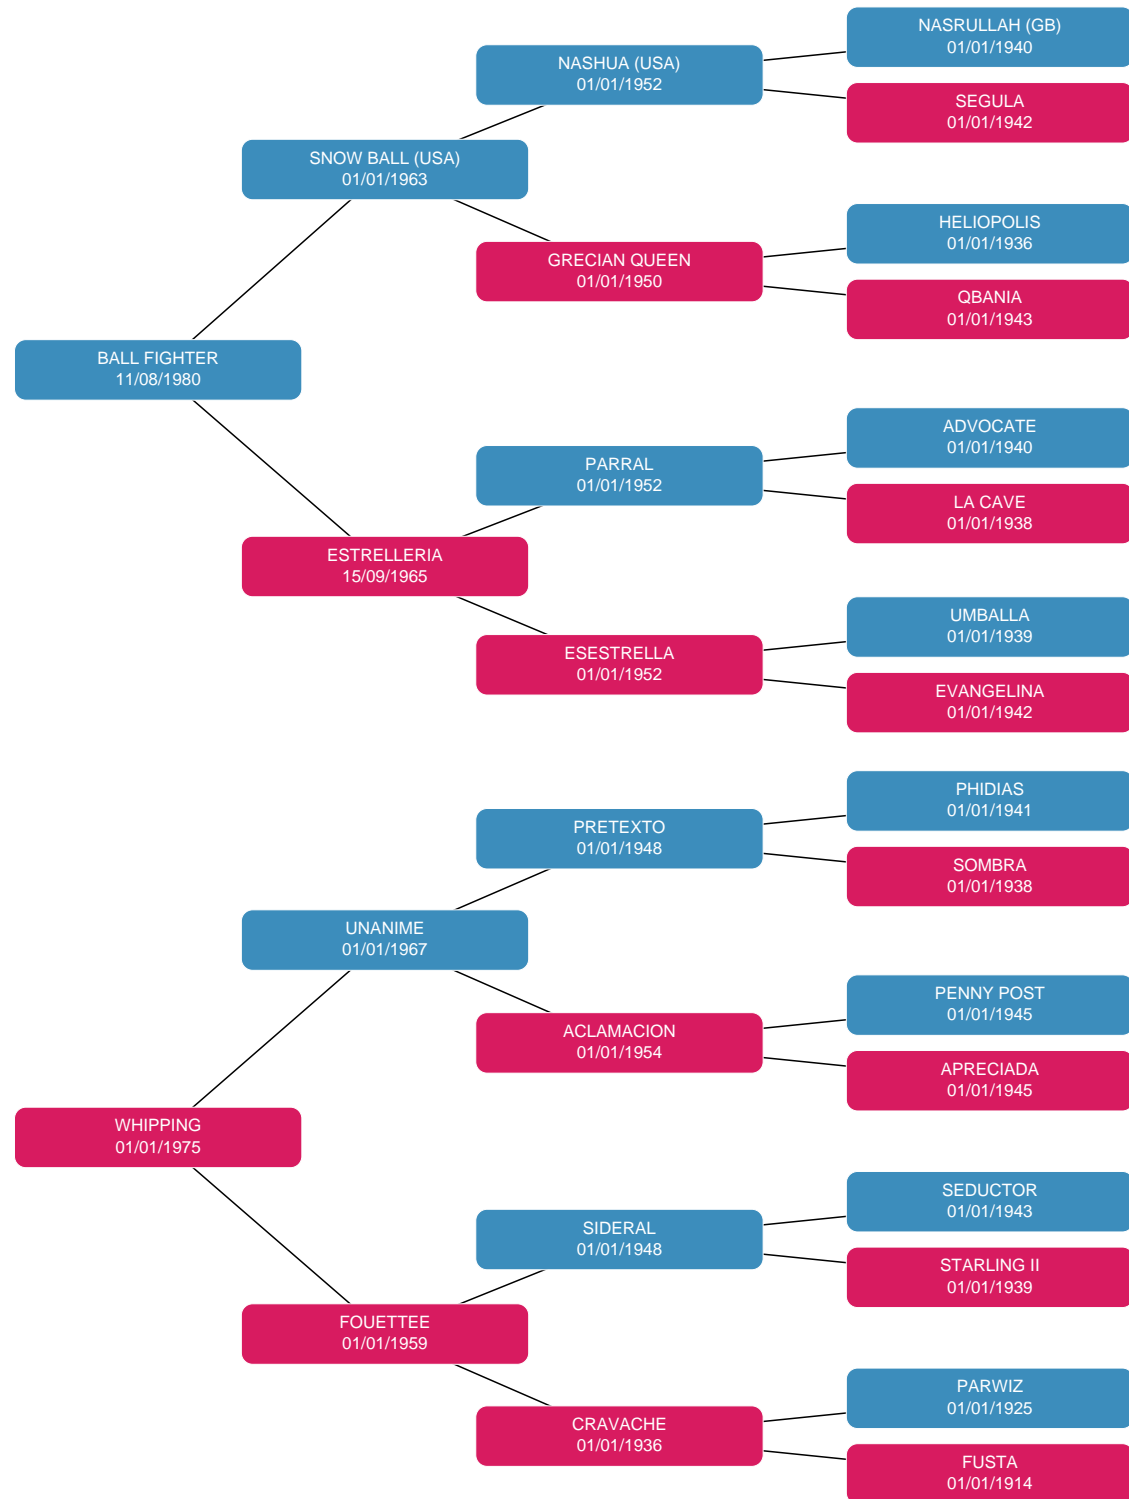 NASRULLAH (GB)
01/01/1940
NASHUA (USA)
01/01/1952
SEGULA
01/01/1942
SNOW BALL (USA)
01/01/1963
HELIOPOLIS
01/01/1936
GRECIAN QUEEN
01/01/1950
QBANIA
01/01/1943
BALL FIGHTER
11/08/1980
ADVOCATE
01/01/1940
PARRAL
01/01/1952
LA CAVE
01/01/1938
ESTRELLERIA
15/09/1965
UMBALLA
01/01/1939
ESESTRELLA
01/01/1952
EVANGELINA
01/01/1942
PHIDIAS
01/01/1941
PRETEXTO
01/01/1948
SOMBRA
01/01/1938
UNANIME
01/01/1967
PENNY POST
01/01/1945
ACLAMACION
01/01/1954
APRECIADA
01/01/1945
WHIPPING
01/01/1975
SEDUCTOR
01/01/1943
SIDERAL
01/01/1948
STARLING II
01/01/1939
FOUETTEE
01/01/1959
PARWIZ
01/01/1925
CRAVACHE
01/01/1936
FUSTA
01/01/1914